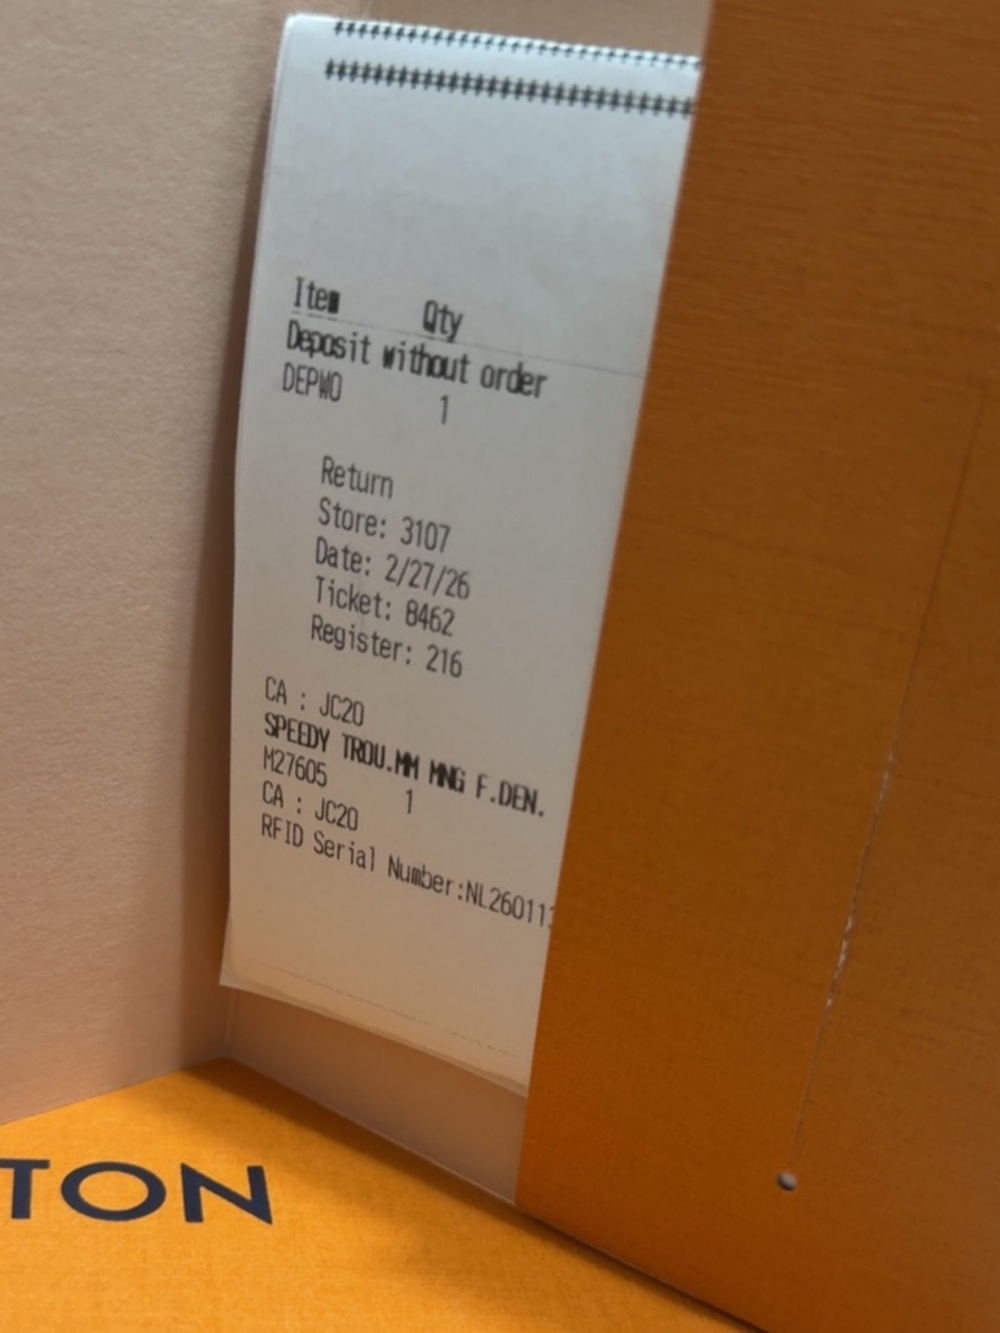 Item Qty
Deposit without order
DEPWO 1
Return
Store: 3107
Date: 2/27/26
Ticket: 8462
Register: 216
CA : JC20
SPEEDY TROU.MM MNG F.DEN.
M27605 1
CA : JC20
RFID Serial Number:NL26011
TON